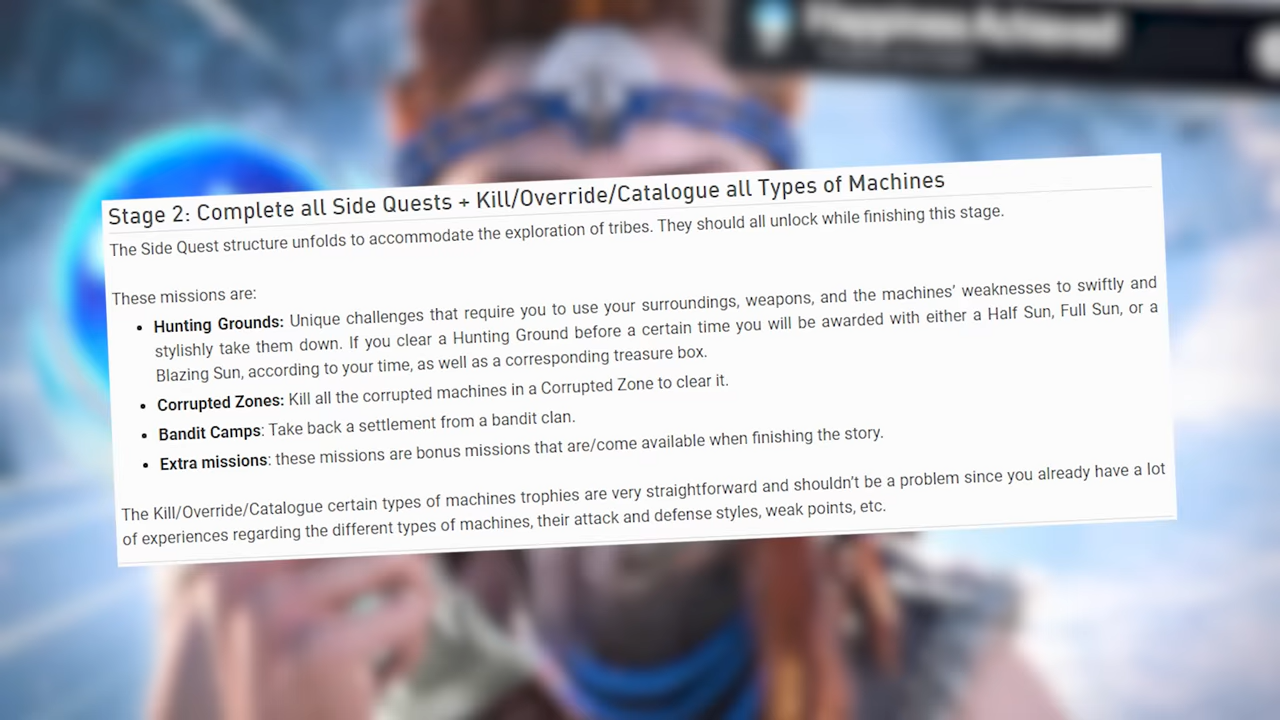 Stage 2: Complete all Side Quests + Kill/Override/Catalogue all Types of Machines
The Side Quest structure unfolds to accommodate the exploration of tribes. They should all unlock while finishing this stage.
These missions are:
• Hunting Grounds: Unique challenges that require you to use your surroundings, weapons, and the machines’ weaknesses to swiftly and
stylishly take them down. If you clear a Hunting Ground before a certain time you will be awarded with either a Half Sun, Full Sun, or a
Blazing Sun, according to your time, as well as a corresponding treasure box.
• Corrupted Zones: Kill all the corrupted machines in a Corrupted Zone to clear it.
• Bandit Camps: Take back a settlement from a bandit clan.
• Extra missions: these missions are bonus missions that are/come available when finishing the story.
The Kill/Override/Catalogue certain types of machines trophies are very straightforward and shouldn’t be a problem since you already have a lot
of experiences regarding the different types of machines, their attack and defense styles, weak points, etc.